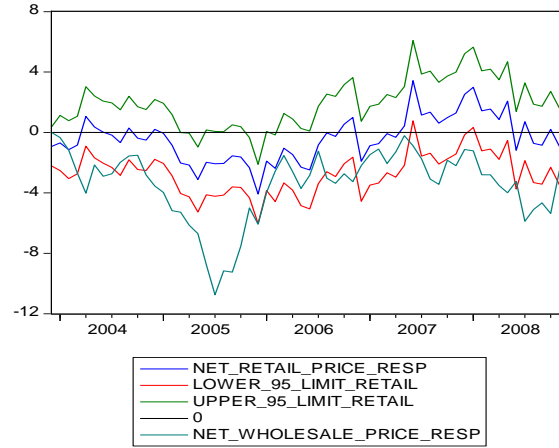 8
4
0
-4
-8
-12
2004 2005 2006 2007 2008
NET_RETAIL_PRICE_RESP
LOWER_95_LIMIT_RETAIL
UPPER_95_LIMIT_RETAIL
0
NET_WHOLESALE_PRICE_RESP